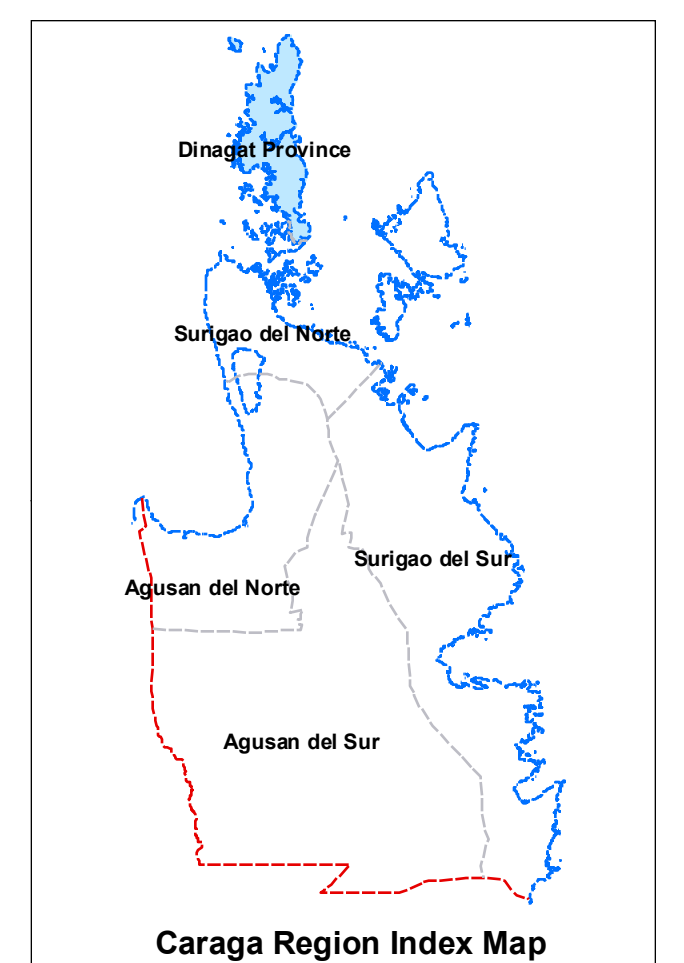 Dinagat Province
Surigao del Norte
Surigao del Sur
Agusan del Norte
Agusan del Sur
Caraga Region Index Map